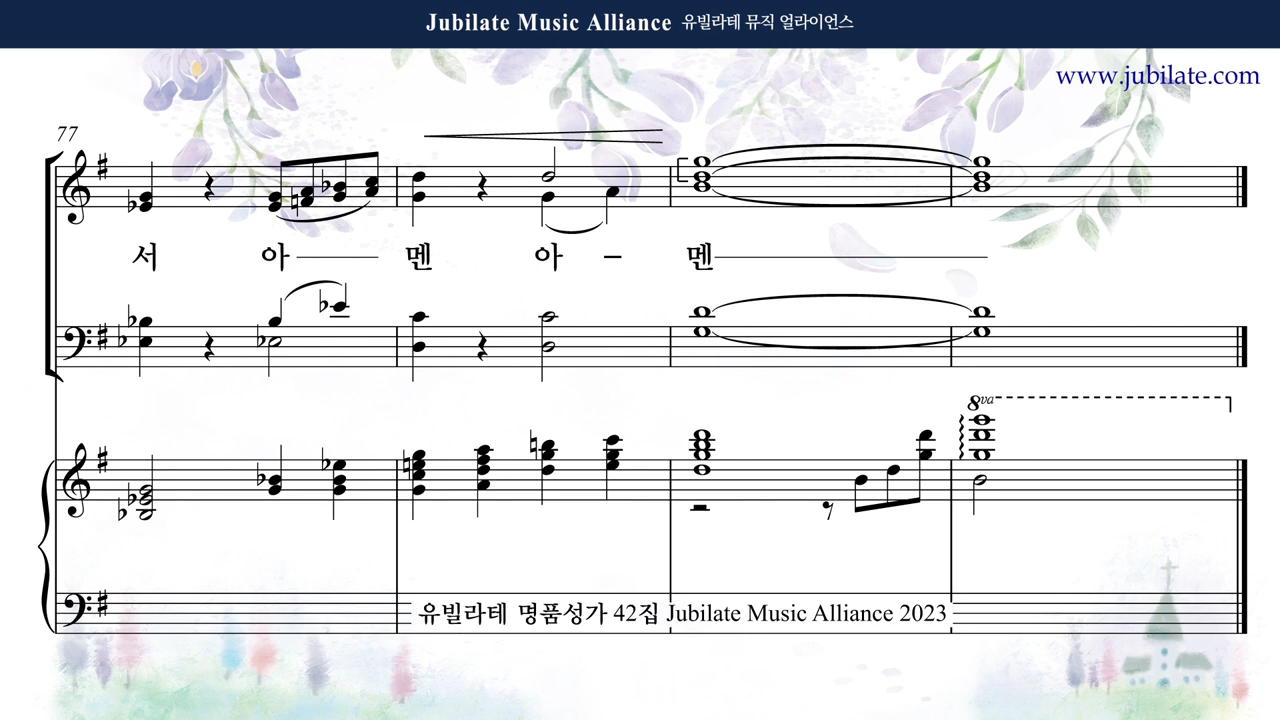 Jubilate Music Alliance 유빌라테 뮤직 얼라이언스
www.jubilate.com
77
서 아 멘 아 – 멘
8va
유빌라테 명품성가 42집 Jubilate Music Alliance 2023